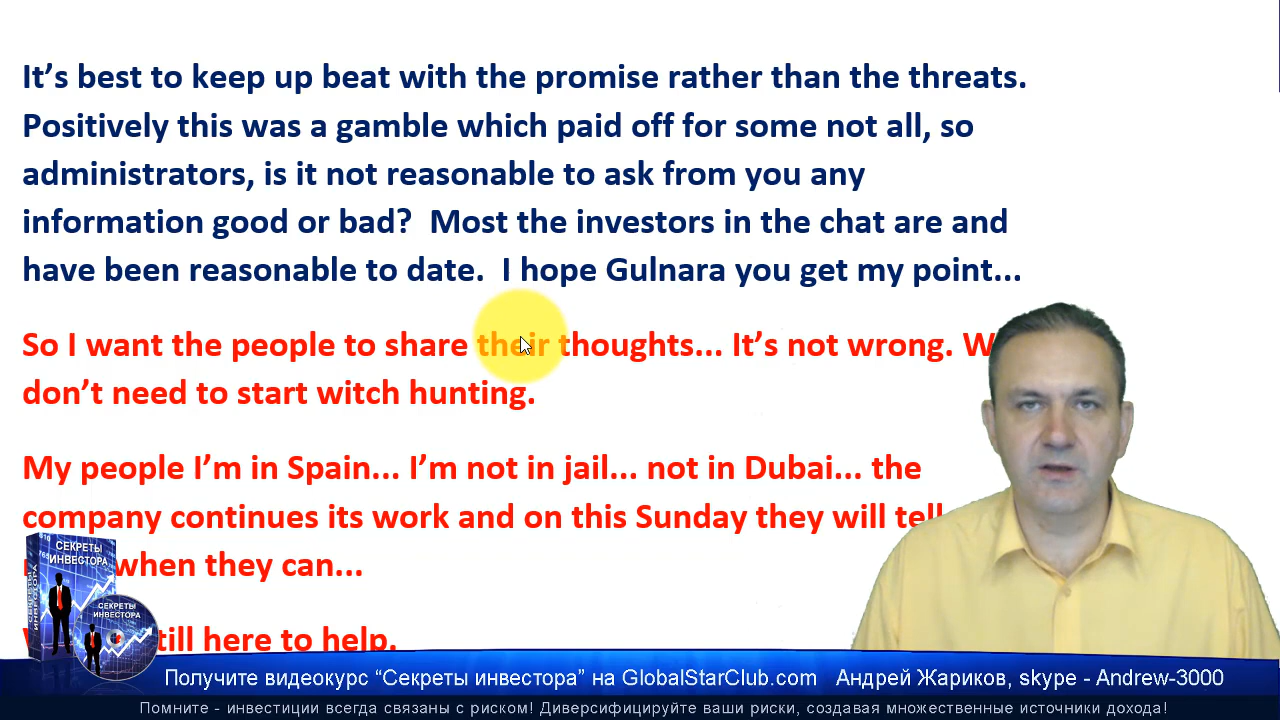 It’s best to keep up beat with the promise rather than the threats.
Positively this was a gamble which paid off for some not all, so
administrators, is it not reasonable to ask from you any
information good or bad?  Most the investors in the chat are and
have been reasonable to date.  I hope Gulnara you get my point...
So I want the people to share their thoughts... It’s not wrong.
don’t need to start witch hunting.
My people I’m in Spain... I’m not in jail... not in Dubai... the
company continues its work and on this Sunday they will tell
when they can...
still here to help.
СЕКРЕТЫ
ИНВЕСТОРА
СЕКРЕТЫ
ИНВЕСТОРА
Получите видеокурс “Секреты инвестора” на GlobalStarClub.com   Андрей Жариков, skype - Andrew-3000
Помните - инвестиции всегда связаны с риском! Диверсифицируйте ваши риски, создавая множественные источники дохода!